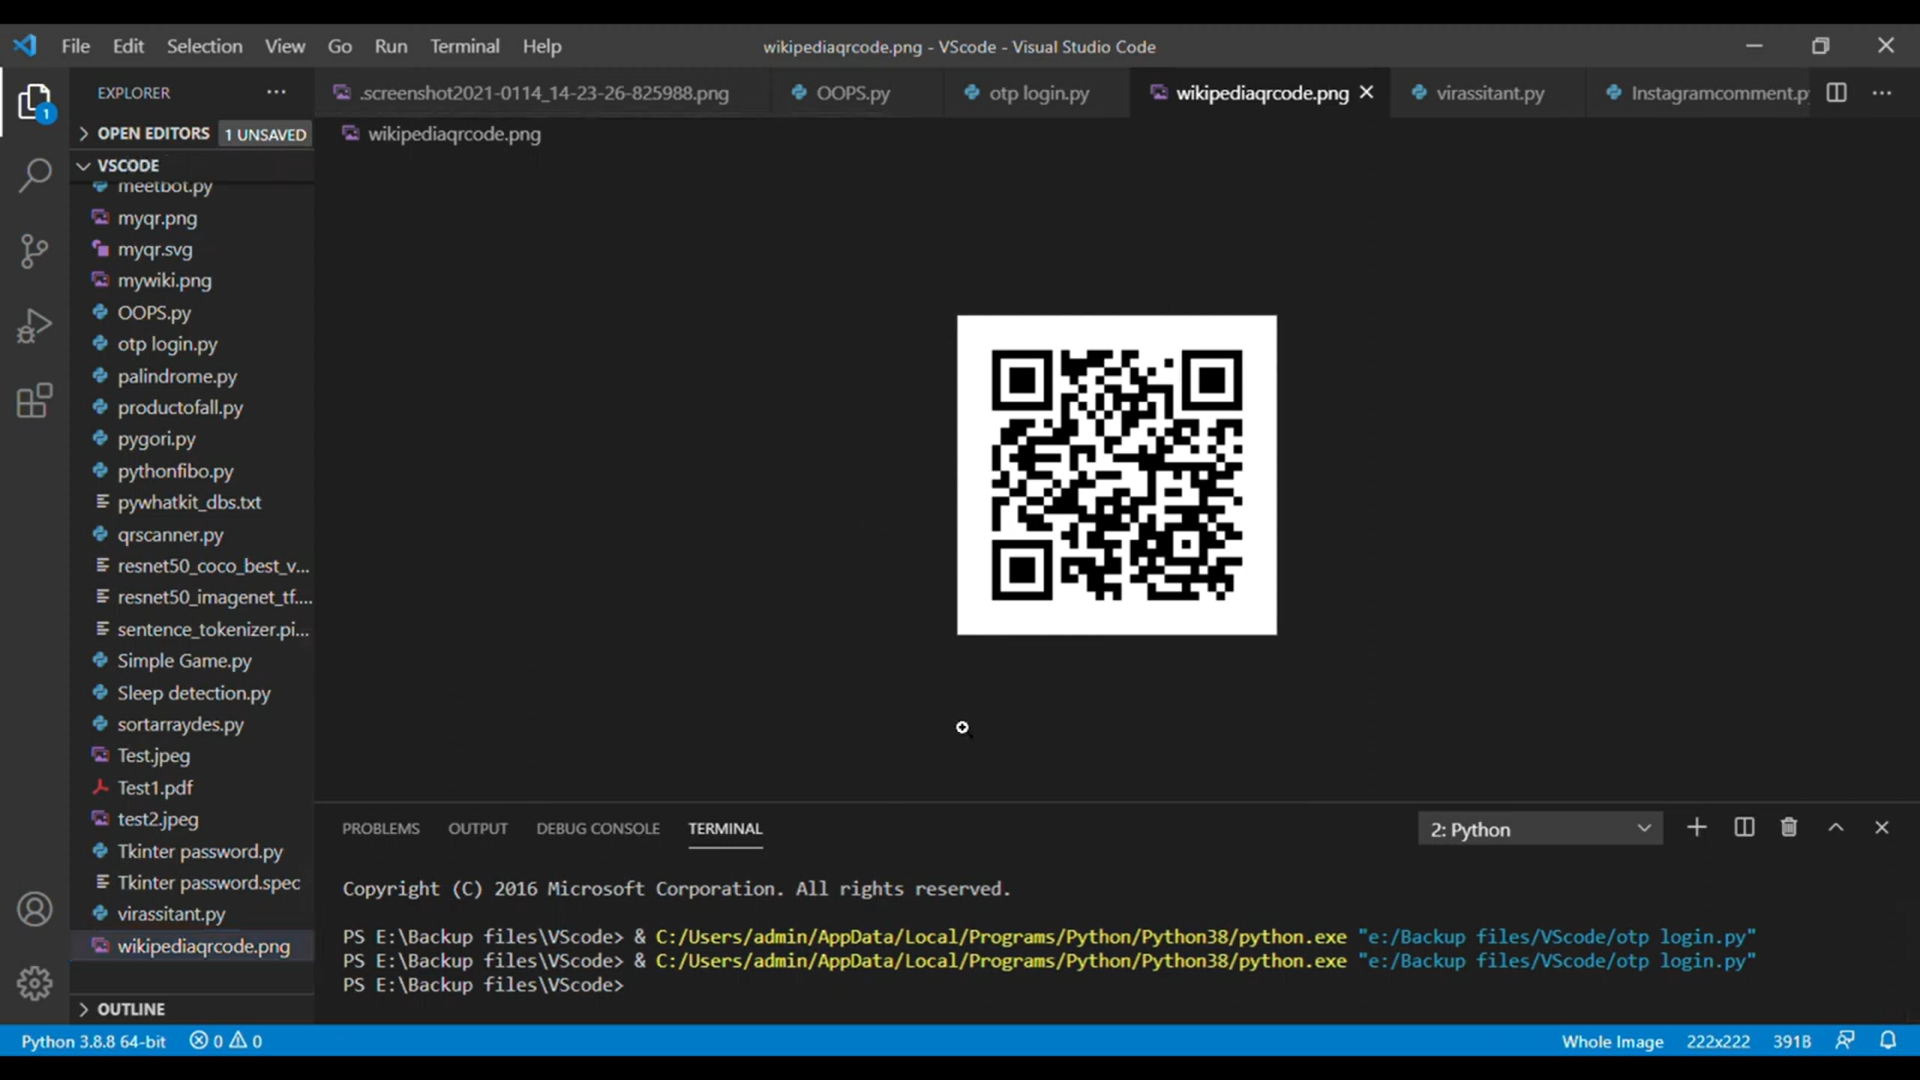 File Edit Selection View Go Run Terminal Help
wikipediaqrcode.png - VScode - Visual Studio Code
EXPLORER
.screenshot2021-0114_14-23-26-825988.png
OOPS.py
otp login.py
wikipediaqrcode.png
virassitant.py
Instagramcomment.p
1
OPEN EDITORS 1 UNSAVED
wikipediaqrcode.png
VSCODE
meetbot.py
myqr.png
myqr.svg
mywiki.png
OOPS.py
otp login.py
palindrome.py
productofall.py
pygori.py
pythonfibo.py
pywhatkit_dbs.txt
qrscanner.py
resnet50_coco_best_v...
resnet50_imagenet_tf....
sentence_tokenizer.pi...
Simple Game.py
Sleep detection.py
sortarraydes.py
Test.jpeg
Test1.pdf
test2.jpeg
Tkinter password.py
Tkinter password.spec
virassitant.py
wikipediaqrcode.png
OUTLINE
PROBLEMS OUTPUT DEBUG CONSOLE TERMINAL
2: Python
Copyright (C) 2016 Microsoft Corporation. All rights reserved.
PS E:\Backup files\VScode> & C:/Users/admin/AppData/Local/Programs/Python/Python38/python.exe "e:/Backup files/VScode/otp login.py"
PS E:\Backup files\VScode> & C:/Users/admin/AppData/Local/Programs/Python/Python38/python.exe "e:/Backup files/VScode/otp login.py"
PS E:\Backup files\VScode>
Python 3.8.8 64-bit 0 0
Whole Image 222x222 391B